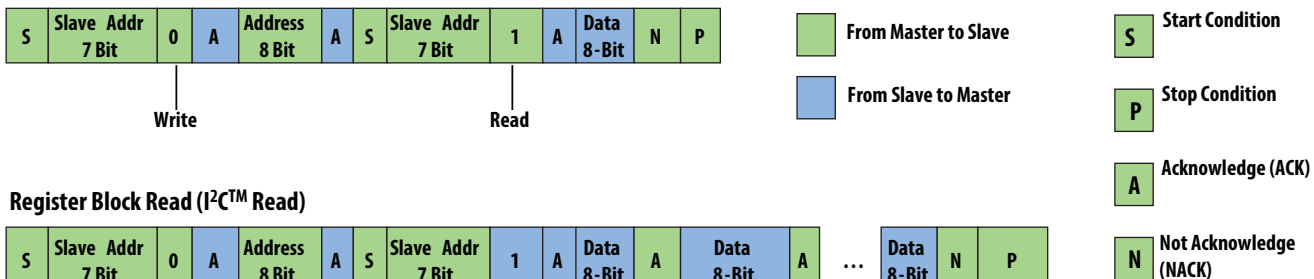 S Slave Addr 7 Bit 0 A Address 8 Bit A S Slave Addr 7 Bit 1 A Data 8-Bit N P
Write Read
From Master to Slave
From Slave to Master
S Start Condition
P Stop Condition
A Acknowledge (ACK)
N Not Acknowledge (NACK)
Register Block Read (I²C™ Read)
S Slave Addr 7 Bit 0 A Address 8 Bit A S Slave Addr 7 Bit 1 A Data 8-Bit A Data 8-Bit A ... Data 8-Bit N P